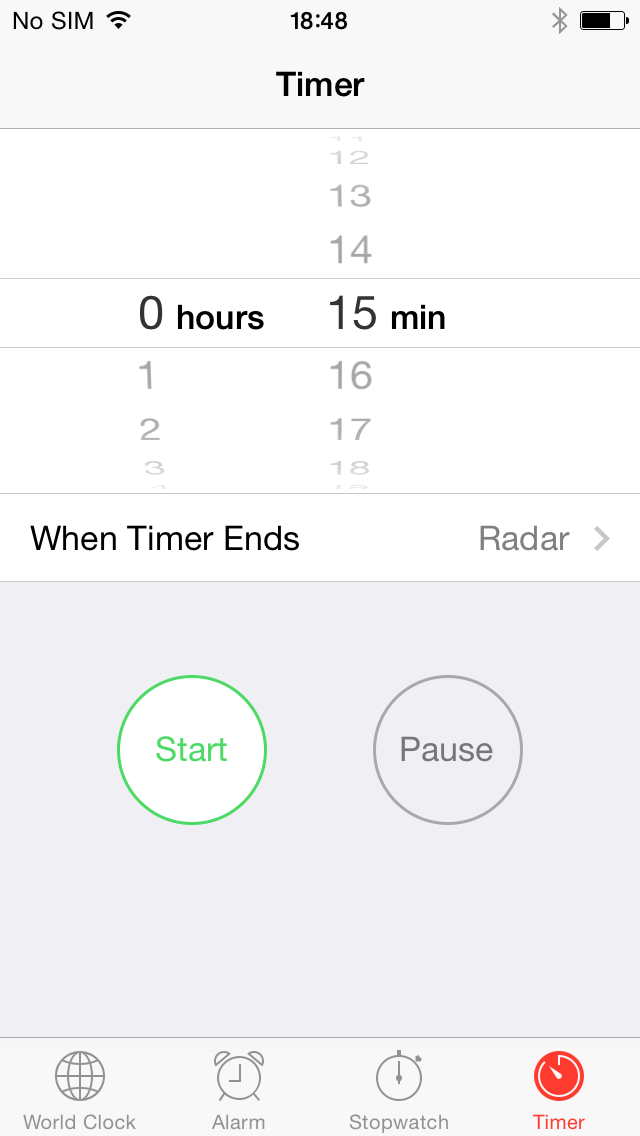 No SIM 18:48
Timer
12
13
14
0 hours 15 min
1 16
2 17
3 18
When Timer Ends Radar
Start Pause
World Clock Alarm Stopwatch Timer